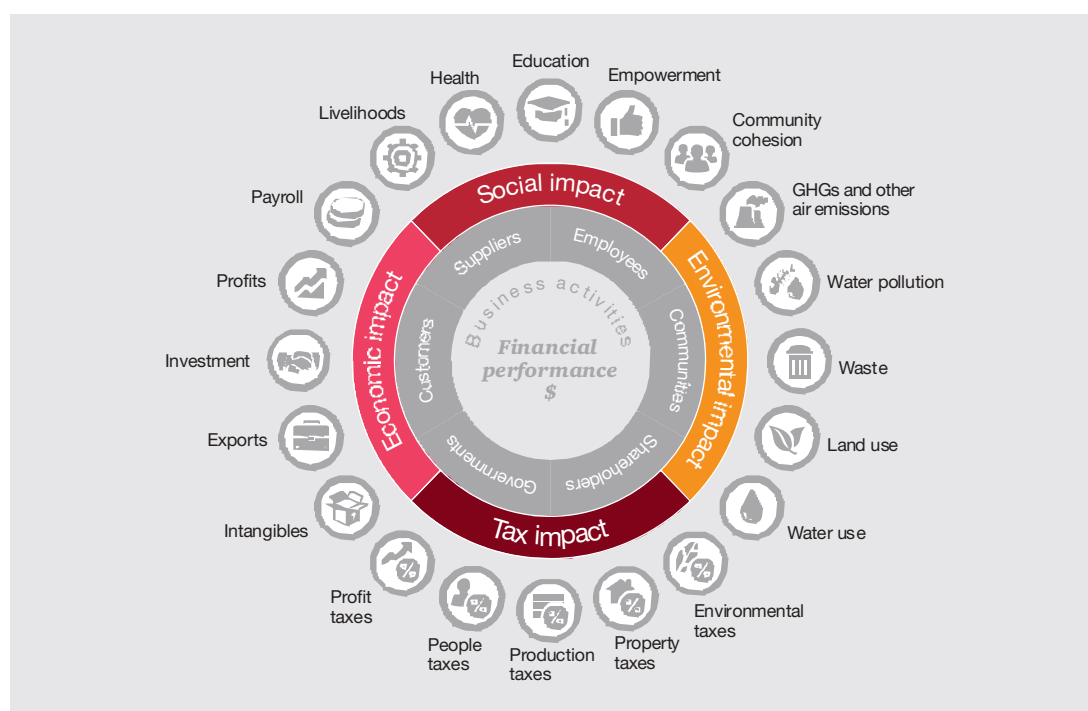 Education
Health
Empowerment
Livelihoods
Community
cohesion
Payroll
GHGs and other
air emissions
Profits
Water pollution
Investment
Waste
Exports
Land use
Intangibles
Water use
Profit
taxes
People
taxes
Production
taxes
Property
taxes
Environmental
taxes
Social impact
Environmental impact
Tax impact
Economic impact
Suppliers
Employees
Communities
Shareholders
Governments
Customers
Business activities
Financial
performance
$